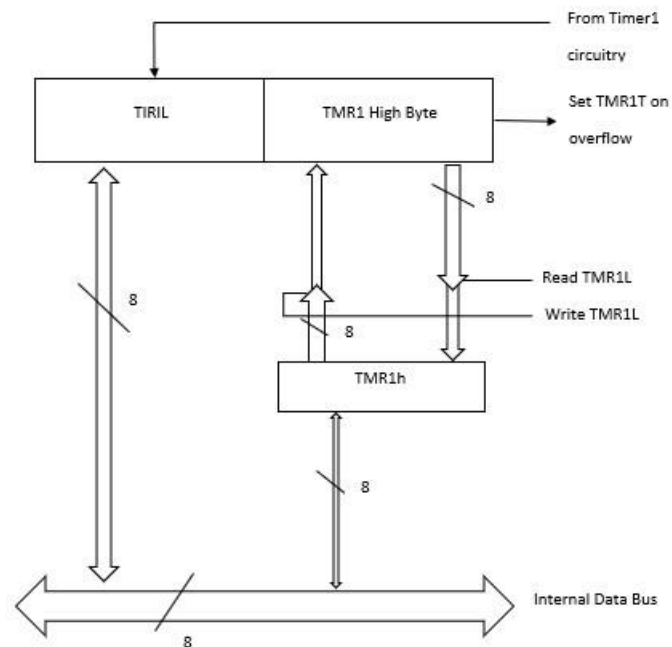 From Timer1
circuitry
TIRIL
TMR1 High Byte
Set TMR1T on
overflow
8
Read TMR1L
8
Write TMR1L
8
TMR1h
8
Internal Data Bus
8